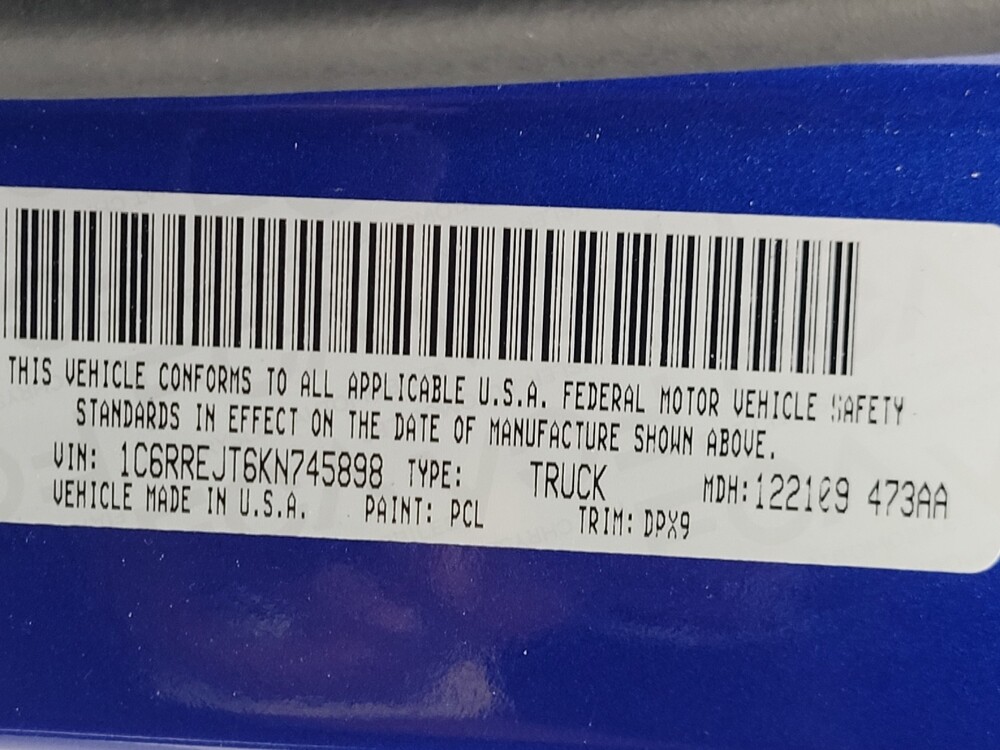 THIS VEHICLE CONFORMS TO ALL APPLICABLE U.S.A. FEDERAL MOTOR VEHICLE SAFETY
STANDARDS IN EFFECT ON THE DATE OF MANUFACTURE SHOWN ABOVE.
VIN: 1C6RREJT6KN745898 TYPE: TRUCK MDH: 122109 473AA
VEHICLE MADE IN U.S.A. PAINT: PCL TRIM: DPX9